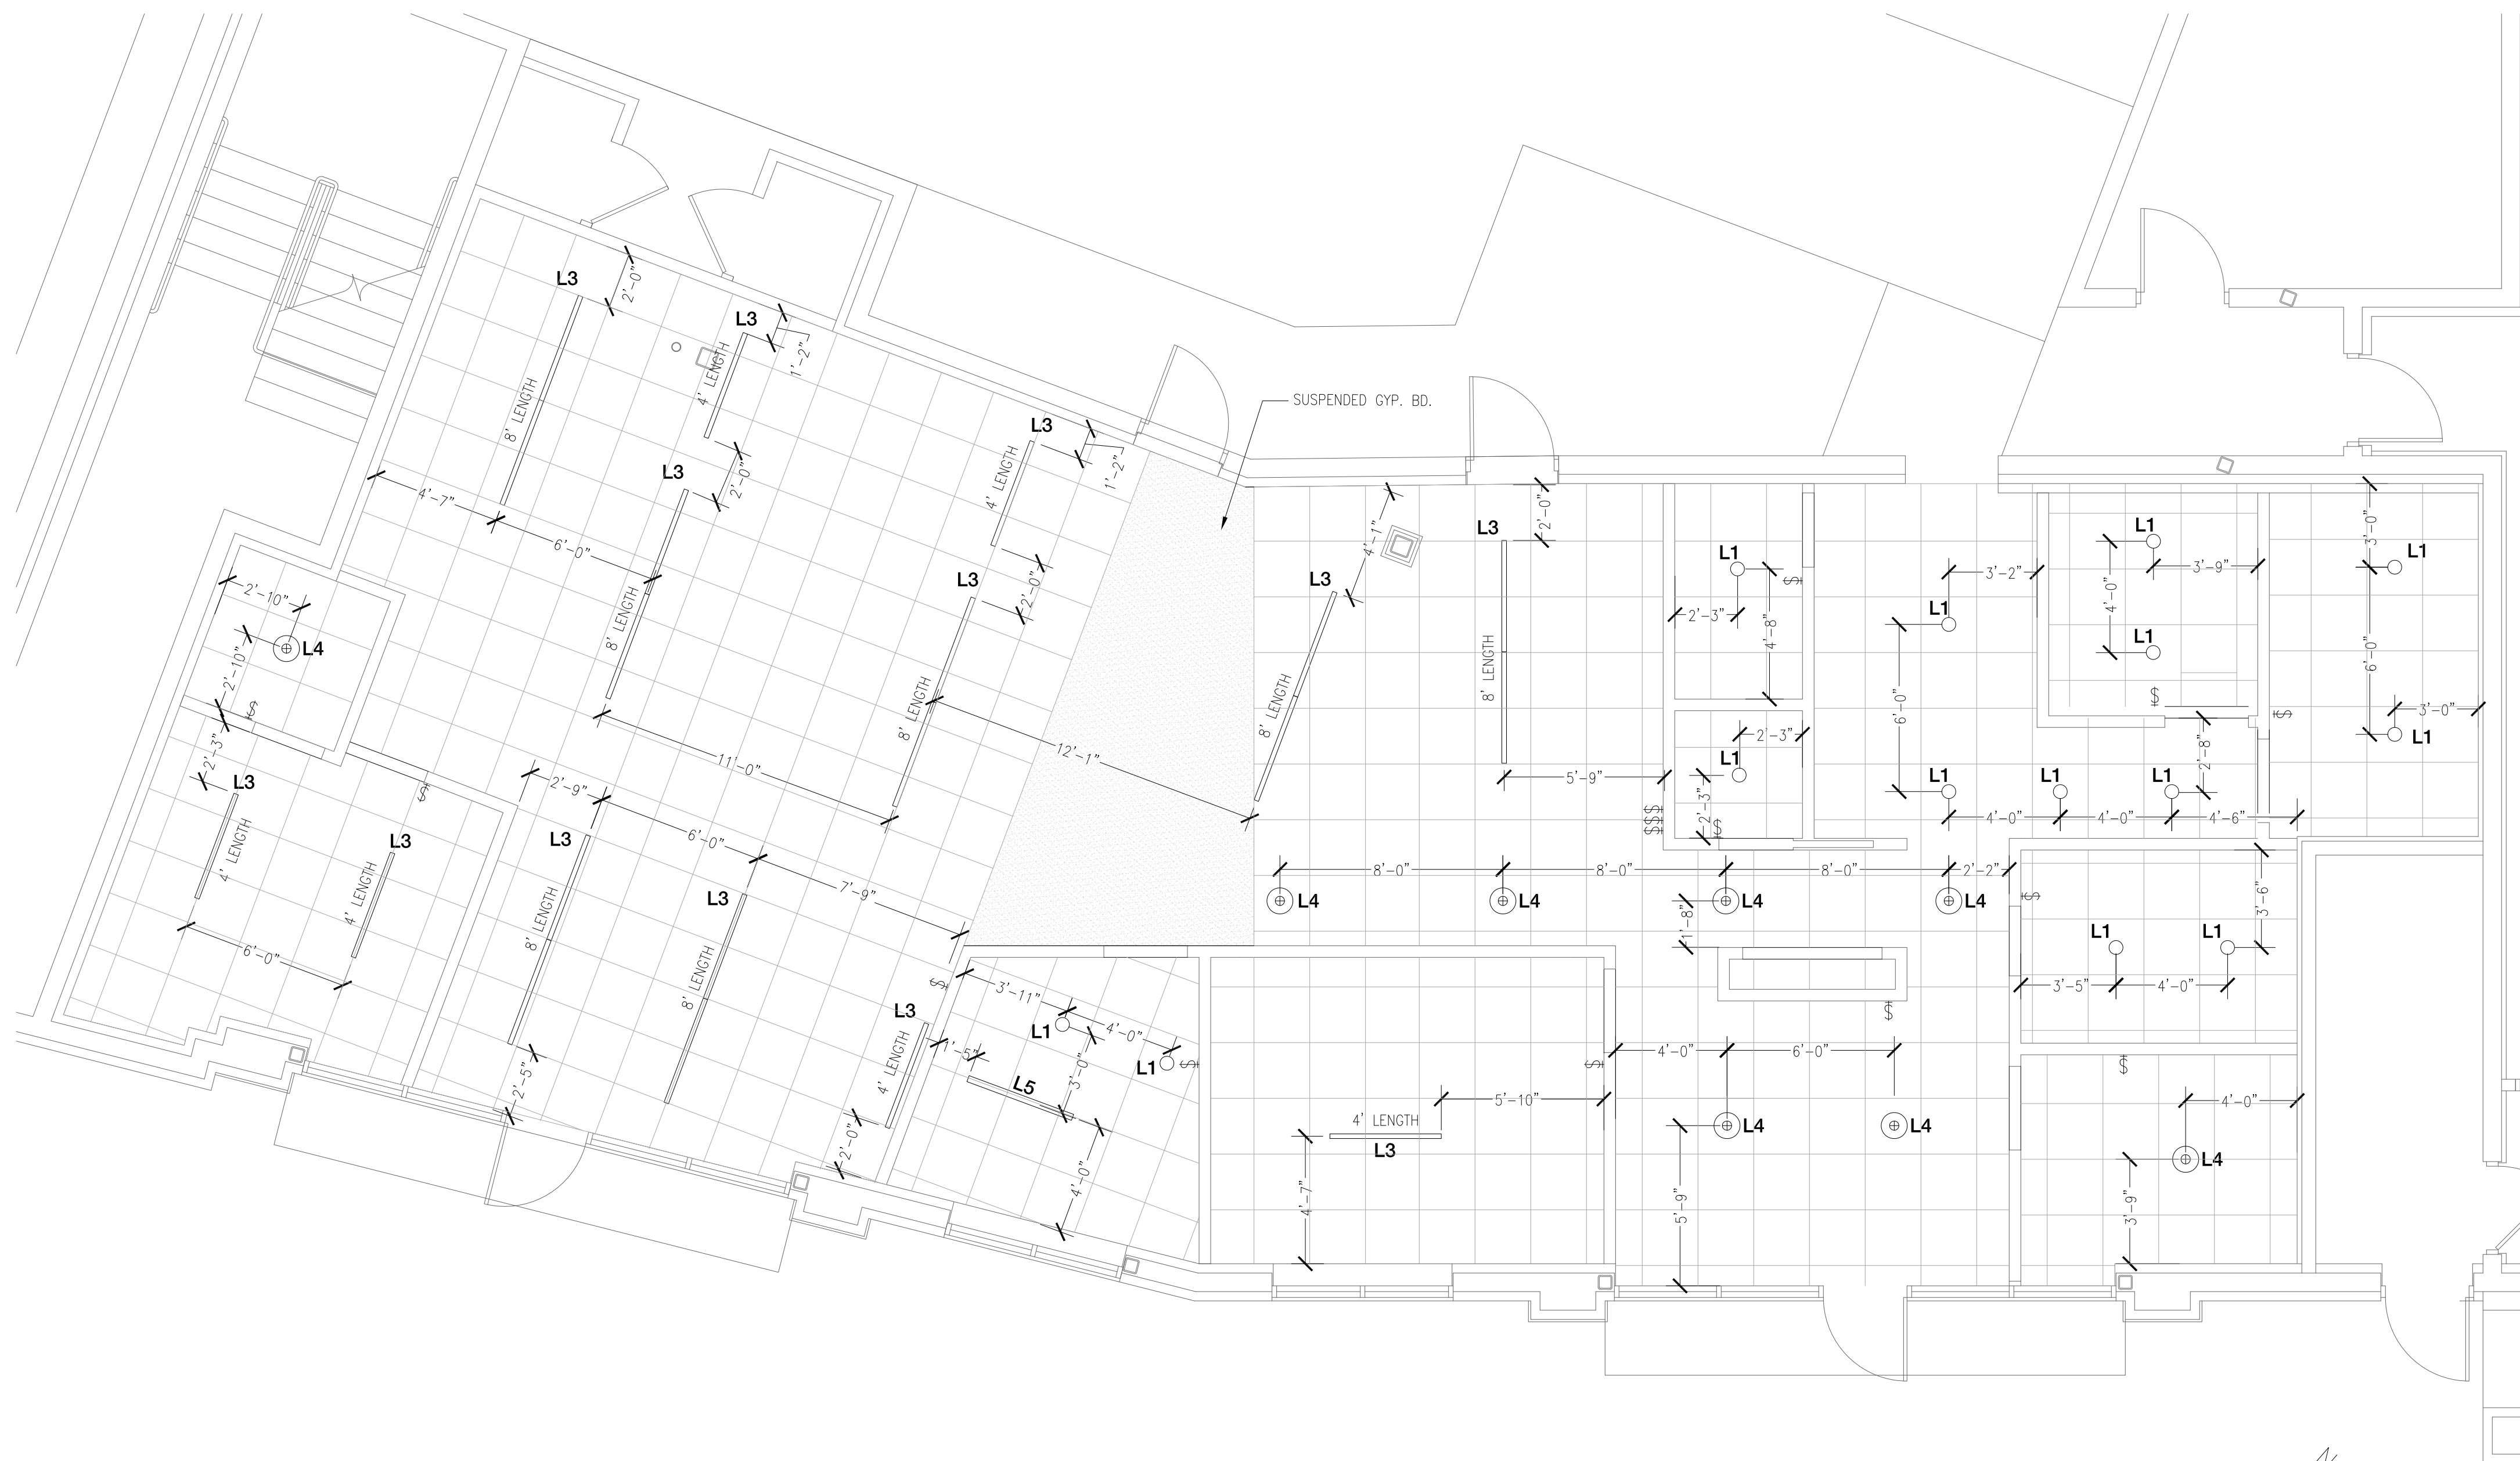 L3
2'-0"
L3
1'-2"
4' LENGTH
8' LENGTH
SUSPENDED GYP. BD.
L3
1'-2"
4' LENGTH
L3
2'-0"
4'-7"
6'-0"
8' LENGTH
L3
2'-0"
8' LENGTH
11'-0"
12'-1"
2'-10"
2'-10"
L4
2'-3"
L3
4' LENGTH
L3
4' LENGTH
6'-0"
2'-9"
6'-0"
7'-9"
L3
8' LENGTH
L3
8' LENGTH
2'-5"
L3
4' LENGTH
2'-0"
1'-5"
3'-11"
4'-0"
L1
L1
3'-0"
L5
4'-0"
4'-1"
L3
8' LENGTH
L3
2'-0"
8' LENGTH
5'-9"
L1
2'-3"
4'-8"
2'-3"
L1
2'-3"
$
$
$$$
8'-0"
8'-0"
8'-0"
2'-2"
L4
L4
L4
L4
1'-8"
3'-2"
L1
6'-0"
L1
L1
L1
4'-0"
4'-0"
4'-6"
2'-8"
L1
4'-0"
3'-9"
L1
$
$
3'-0"
L1
6'-0"
3'-0"
L1
$
3'-6"
L1
L1
3'-5"
4'-0"
$
$
4'-0"
L4
3'-9"
$
4'-0"
6'-0"
L4
L4
5'-9"
$
5'-10"
4' LENGTH
L3
4'-7"
$
$
$
$
N